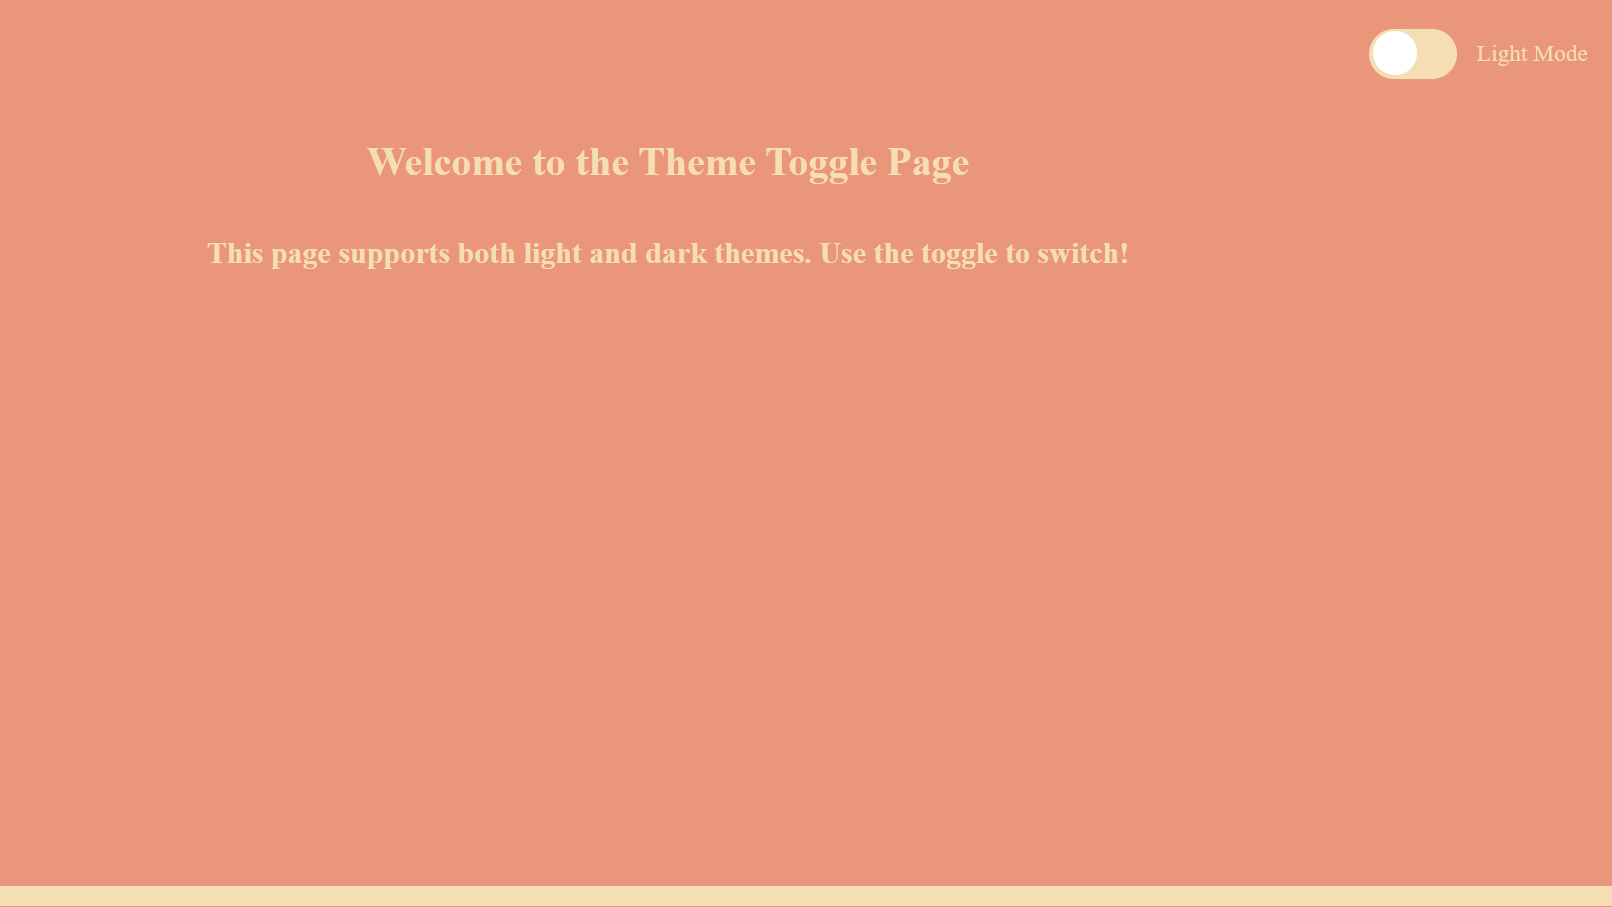 Light Mode
Welcome to the Theme Toggle Page
This page supports both light and dark themes. Use the toggle to switch!